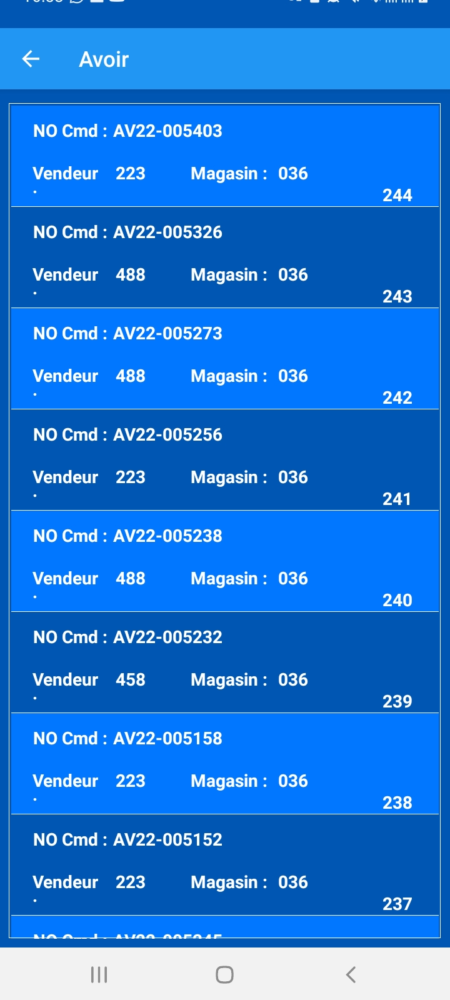 Avoir
NO Cmd : AV22-005403
Vendeur : 223 Magasin : 036
244
NO Cmd : AV22-005326
Vendeur : 488 Magasin : 036
243
NO Cmd : AV22-005273
Vendeur : 488 Magasin : 036
242
NO Cmd : AV22-005256
Vendeur : 223 Magasin : 036
241
NO Cmd : AV22-005238
Vendeur : 488 Magasin : 036
240
NO Cmd : AV22-005232
Vendeur : 458 Magasin : 036
239
NO Cmd : AV22-005158
Vendeur : 223 Magasin : 036
238
NO Cmd : AV22-005152
Vendeur : 223 Magasin : 036
237
NO Cmd :